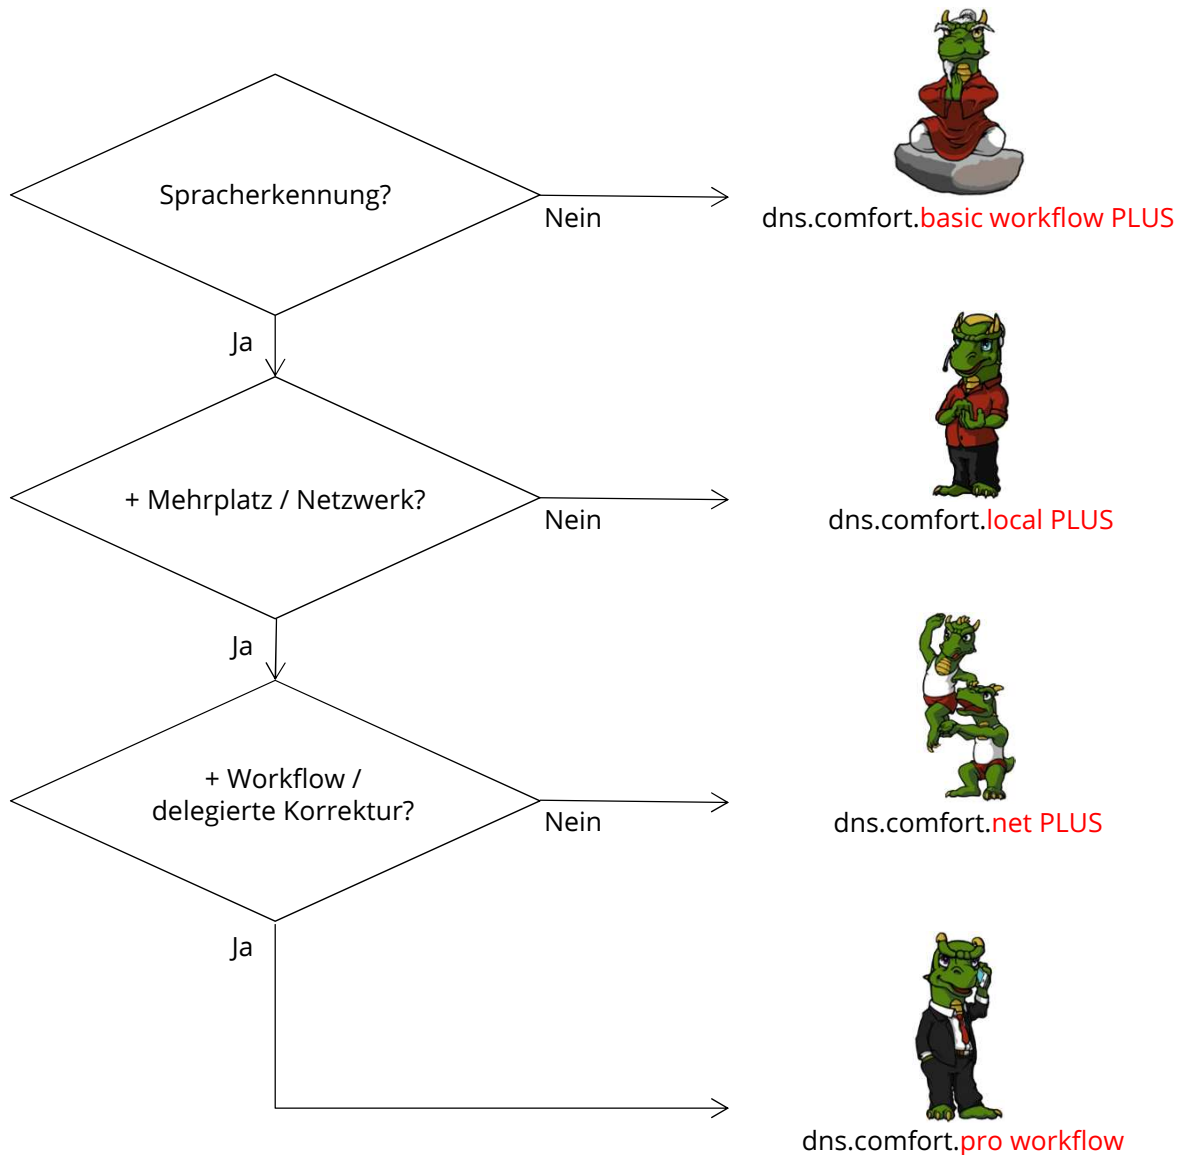 Spracherkennung?
Nein
dns.comfort.basic workflow PLUS
Ja
+ Mehrplatz / Netzwerk?
Nein
dns.comfort.local PLUS
Ja
+ Workflow /
delegierte Korrektur?
Nein
dns.comfort.net PLUS
Ja
dns.comfort.pro workflow